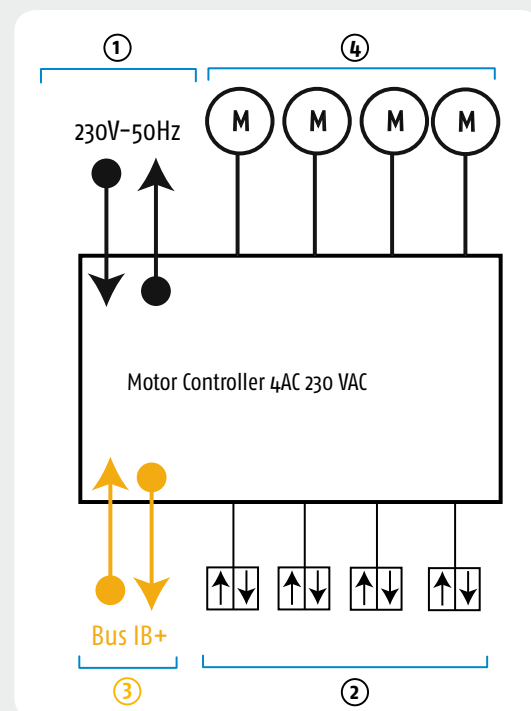 ① ④
230V-50Hz M M M M
Motor Controller 4AC 230 VAC
Bus IB+
③ ②